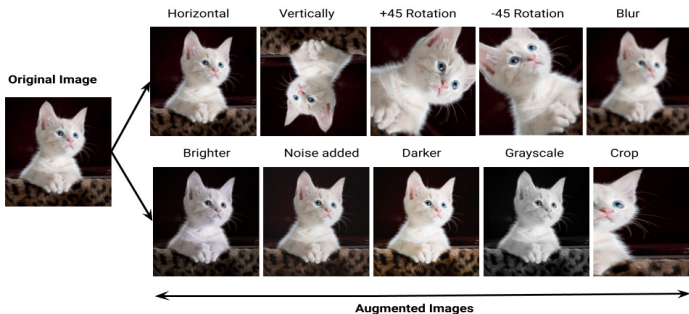 Horizontal Vertically +45 Rotation -45 Rotation Blur
Original Image
Brighter Noise added Darker Grayscale Crop
Augmented Images